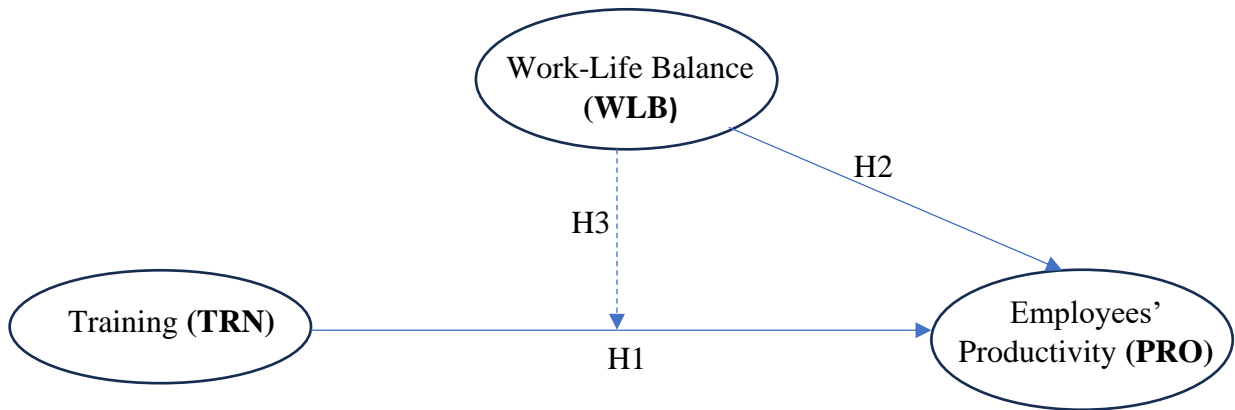 Work-Life Balance
(WLB)
H2
H3
Training (TRN)
H1
Employees’
Productivity (PRO)